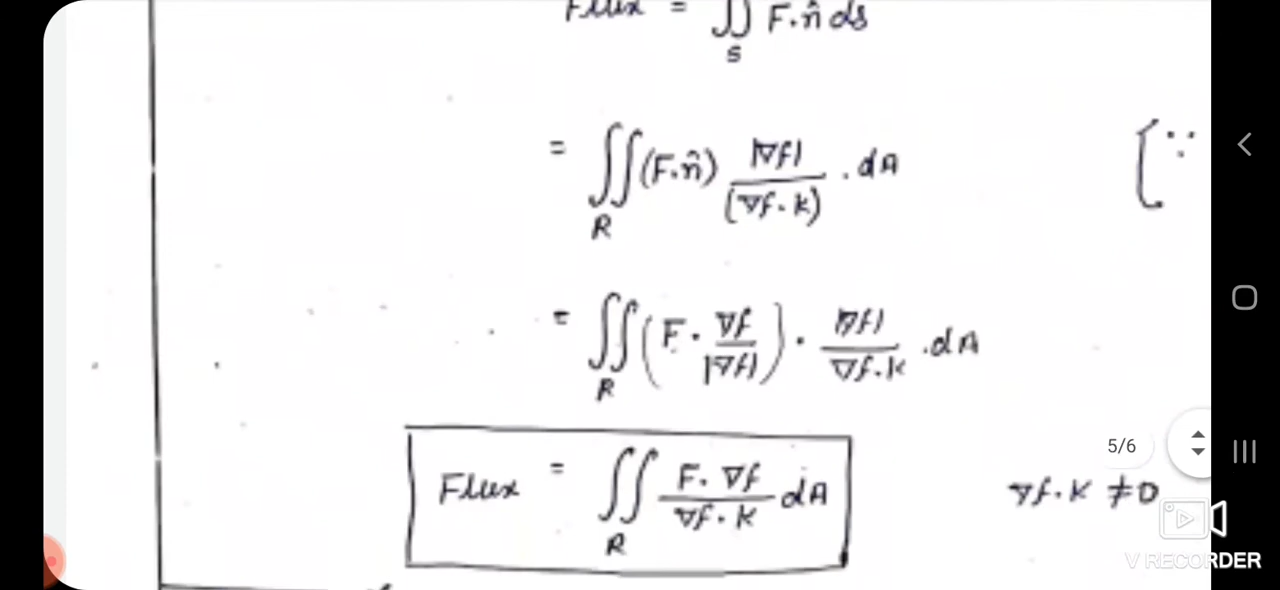 Flux = ∬_S F.n̂ ds
= ∬_R (F.n̂) |∇f| / (∇f.k) . dA [∵
= ∬_R (F . ∇f / |∇f|) . |∇f| / ∇f.k . dA
5/6
Flux = ∬_R F. ∇f / ∇f.k dA ∇f.k ≠ 0
V RECORDER